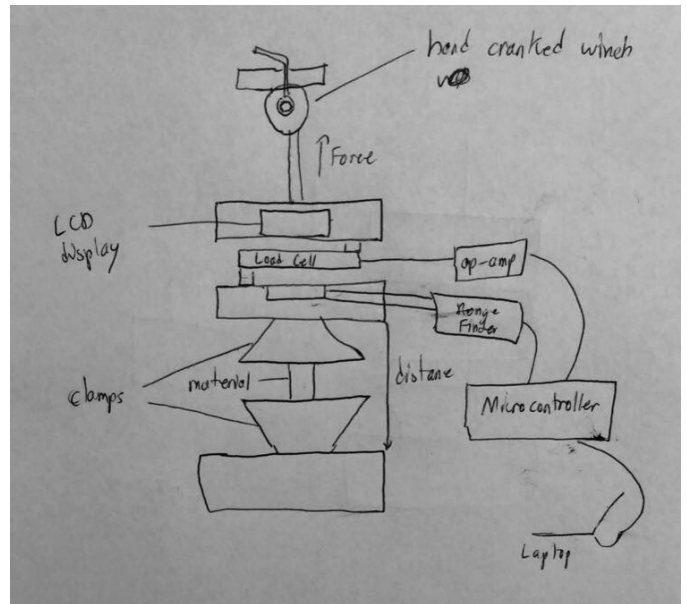 hand cranked winch
Force
LCD
display
Load Cell
op-amp
Range
Finder
clamps
material
distane
Microcontroller
Laptop